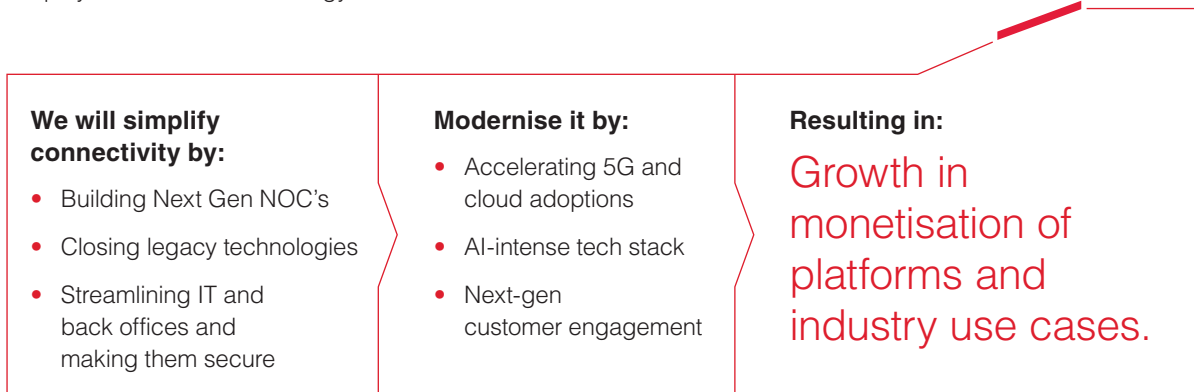 We will simplify
connectivity by:
• Building Next Gen NOC's
• Closing legacy technologies
• Streamlining IT and
back offices and
making them secure
Modernise it by:
• Accelerating 5G and
cloud adoptions
• AI-intense tech stack
• Next-gen
customer engagement
Resulting in:
Growth in
monetisation of
platforms and
industry use cases.